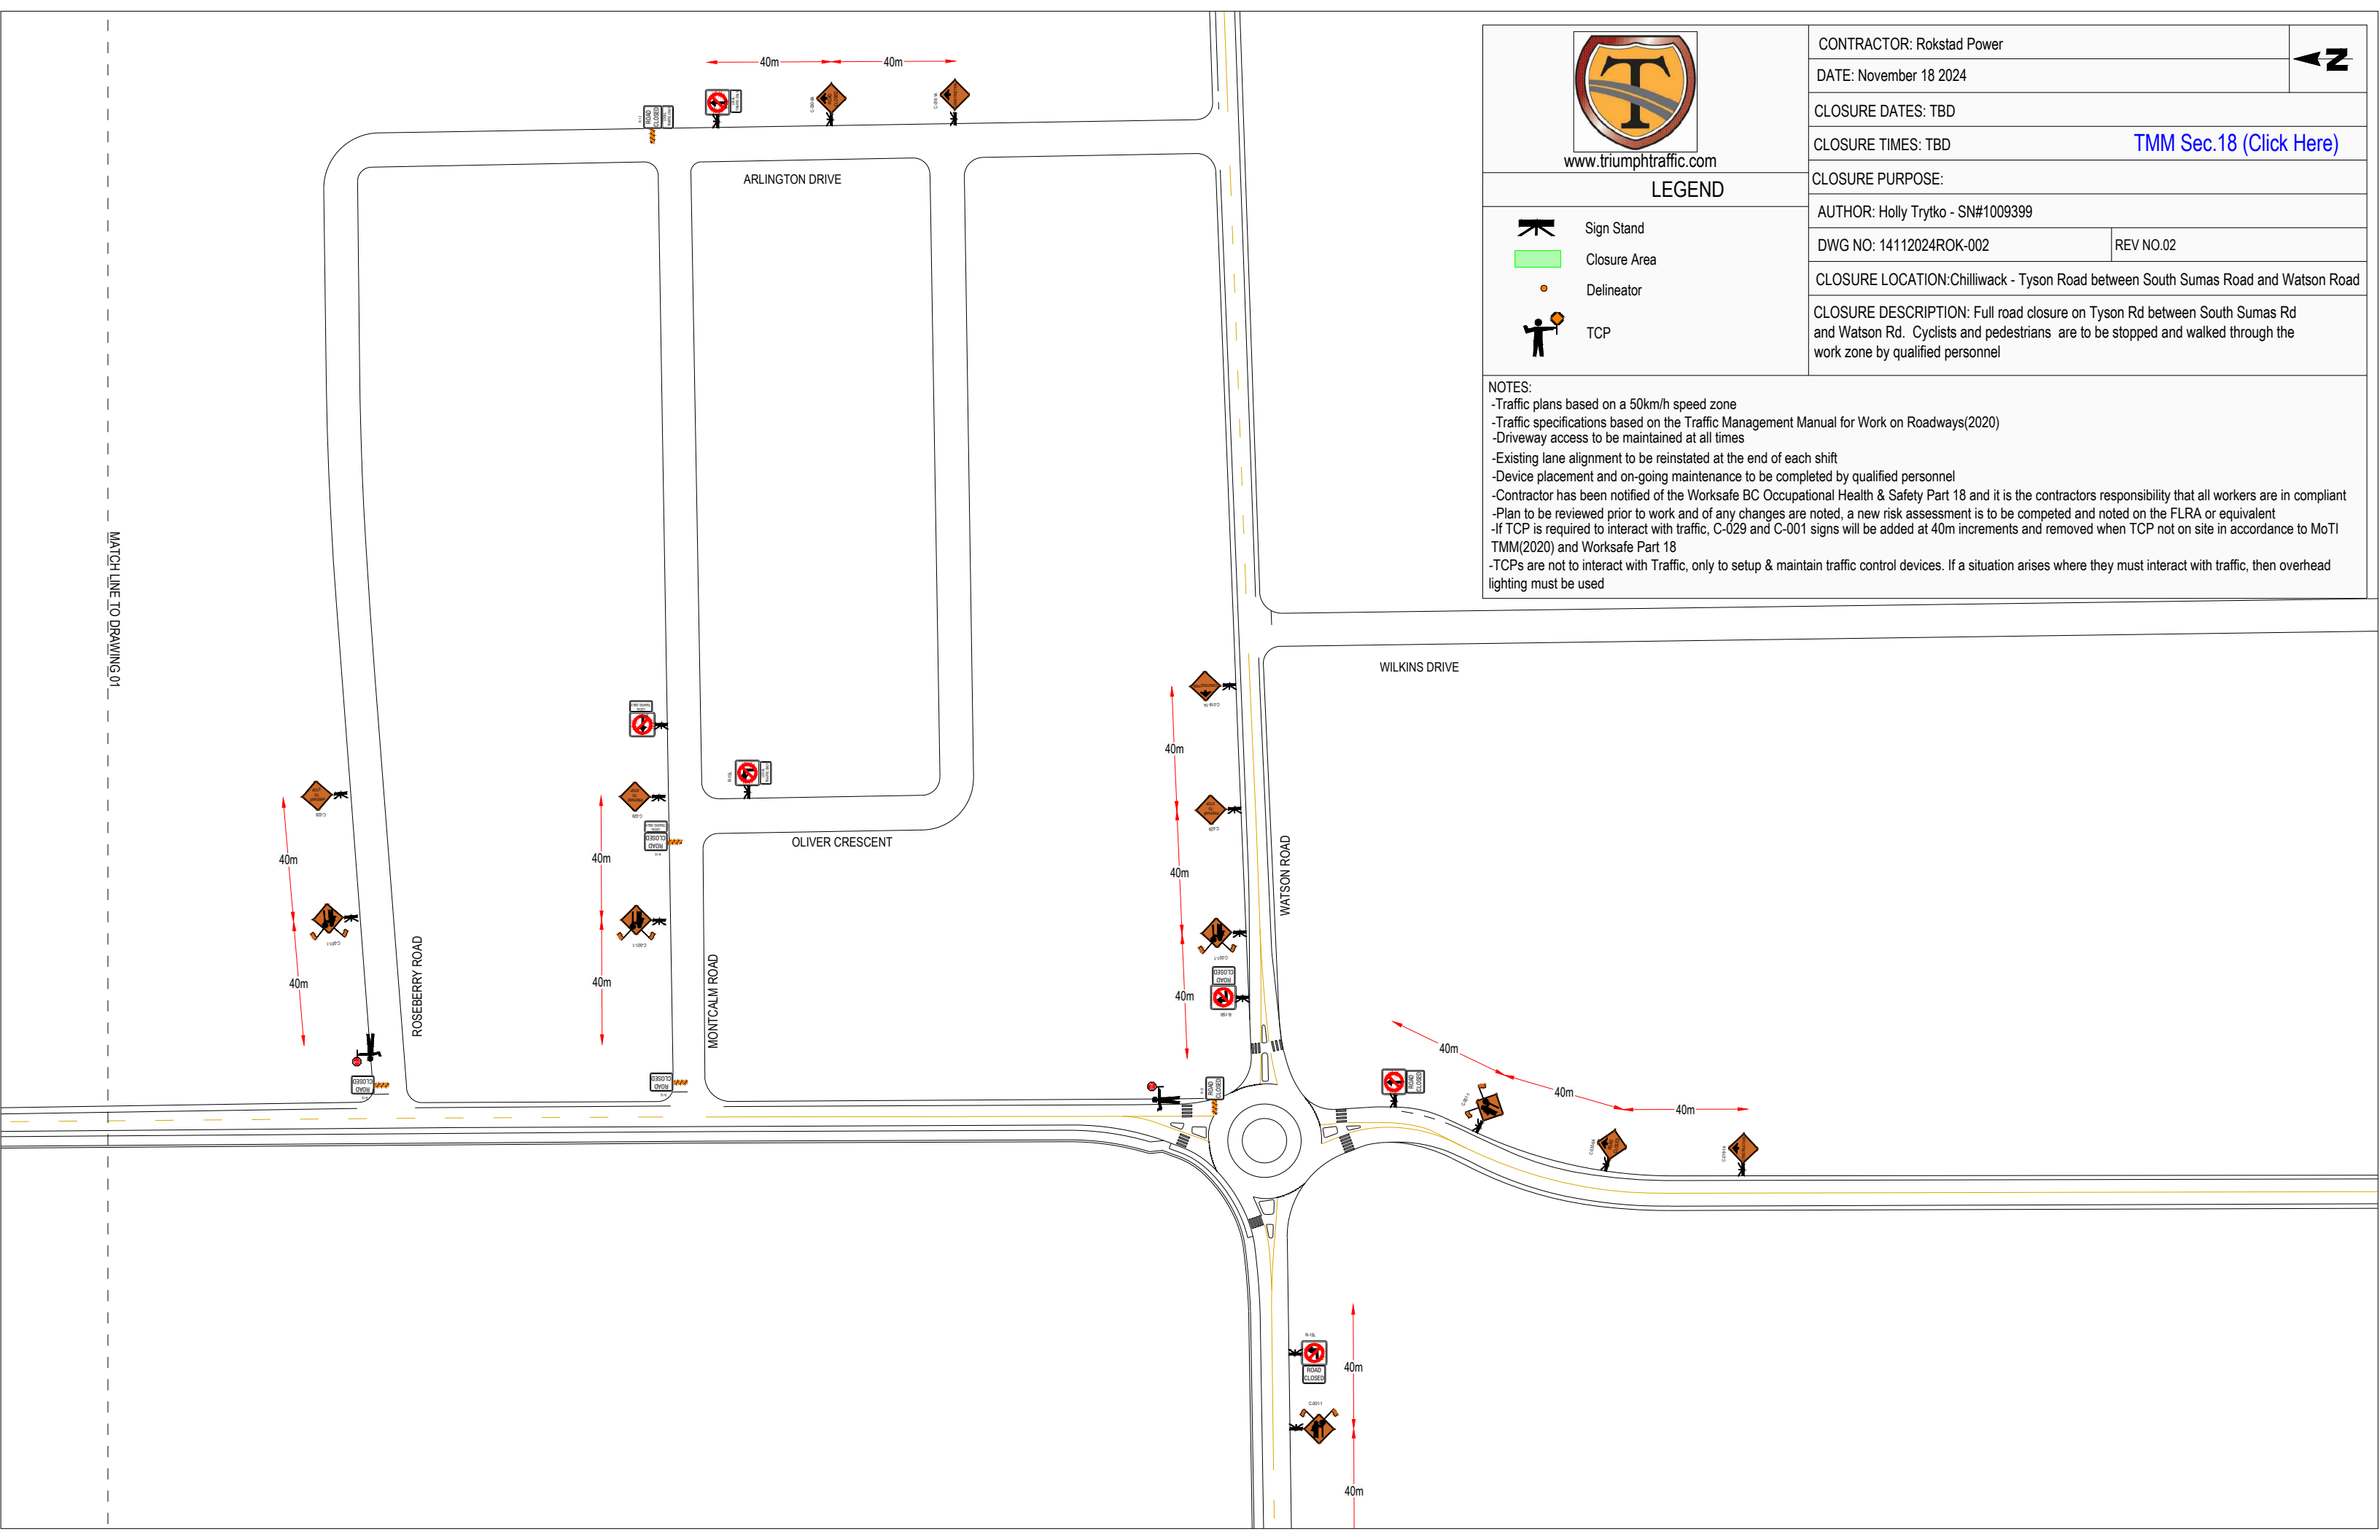 CONTRACTOR: Rokstad Power
N
DATE: November 18 2024
CLOSURE DATES: TBD
CLOSURE TIMES: TBD
TMM Sec.18 (Click Here)
T
www.triumphtraffic.com
CLOSURE PURPOSE:
LEGEND
AUTHOR: Holly Trytko - SN#1009399
Sign Stand
DWG NO: 14112024ROK-002
REV NO.02
Closure Area
CLOSURE LOCATION:Chilliwack - Tyson Road between South Sumas Road and Watson Road
Delineator
CLOSURE DESCRIPTION: Full road closure on Tyson Rd between South Sumas Rd
and Watson Rd. Cyclists and pedestrians are to be stopped and walked through the
work zone by qualified personnel
TCP
NOTES:
-Traffic plans based on a 50km/h speed zone
-Traffic specifications based on the Traffic Management Manual for Work on Roadways(2020)
-Driveway access to be maintained at all times
-Existing lane alignment to be reinstated at the end of each shift
-Device placement and on-going maintenance to be completed by qualified personnel
-Contractor has been notified of the Worksafe BC Occupational Health & Safety Part 18 and it is the contractors responsibility that all workers are in compliant
-Plan to be reviewed prior to work and of any changes are noted, a new risk assessment is to be competed and noted on the FLRA or equivalent
-If TCP is required to interact with traffic, C-029 and C-001 signs will be added at 40m increments and removed when TCP not on site in accordance to MoTI
TMM(2020) and Worksafe Part 18
-TCPs are not to interact with Traffic, only to setup & maintain traffic control devices. If a situation arises where they must interact with traffic, then overhead
lighting must be used
40m
40m
ROAD
CLOSED
ARLINGTON DRIVE
MATCH LINE TO DRAWING 01
WILKINS DRIVE
40m
OLIVER CRESCENT
40m
40m
40m
WATSON ROAD
ROSEBERRY ROAD
MONTCALM ROAD
40m
40m
40m
ROAD
CLOSED
ROAD
CLOSED
ROAD
CLOSED
ROAD
CLOSED
ROAD
CLOSED
ROAD
CLOSED
40m
40m
40m
ROAD
CLOSED
40m
40m